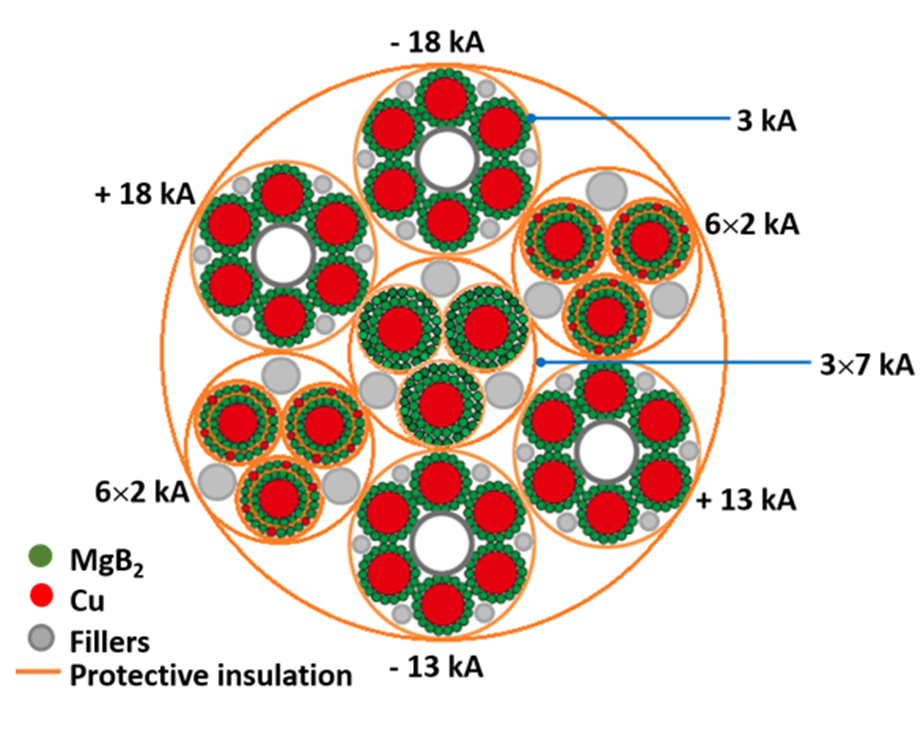 - 18 kA
3 kA
+ 18 kA
6×2 kA
3×7 kA
6×2 kA
+ 13 kA
MgB₂
Cu
Fillers
Protective insulation
- 13 kA